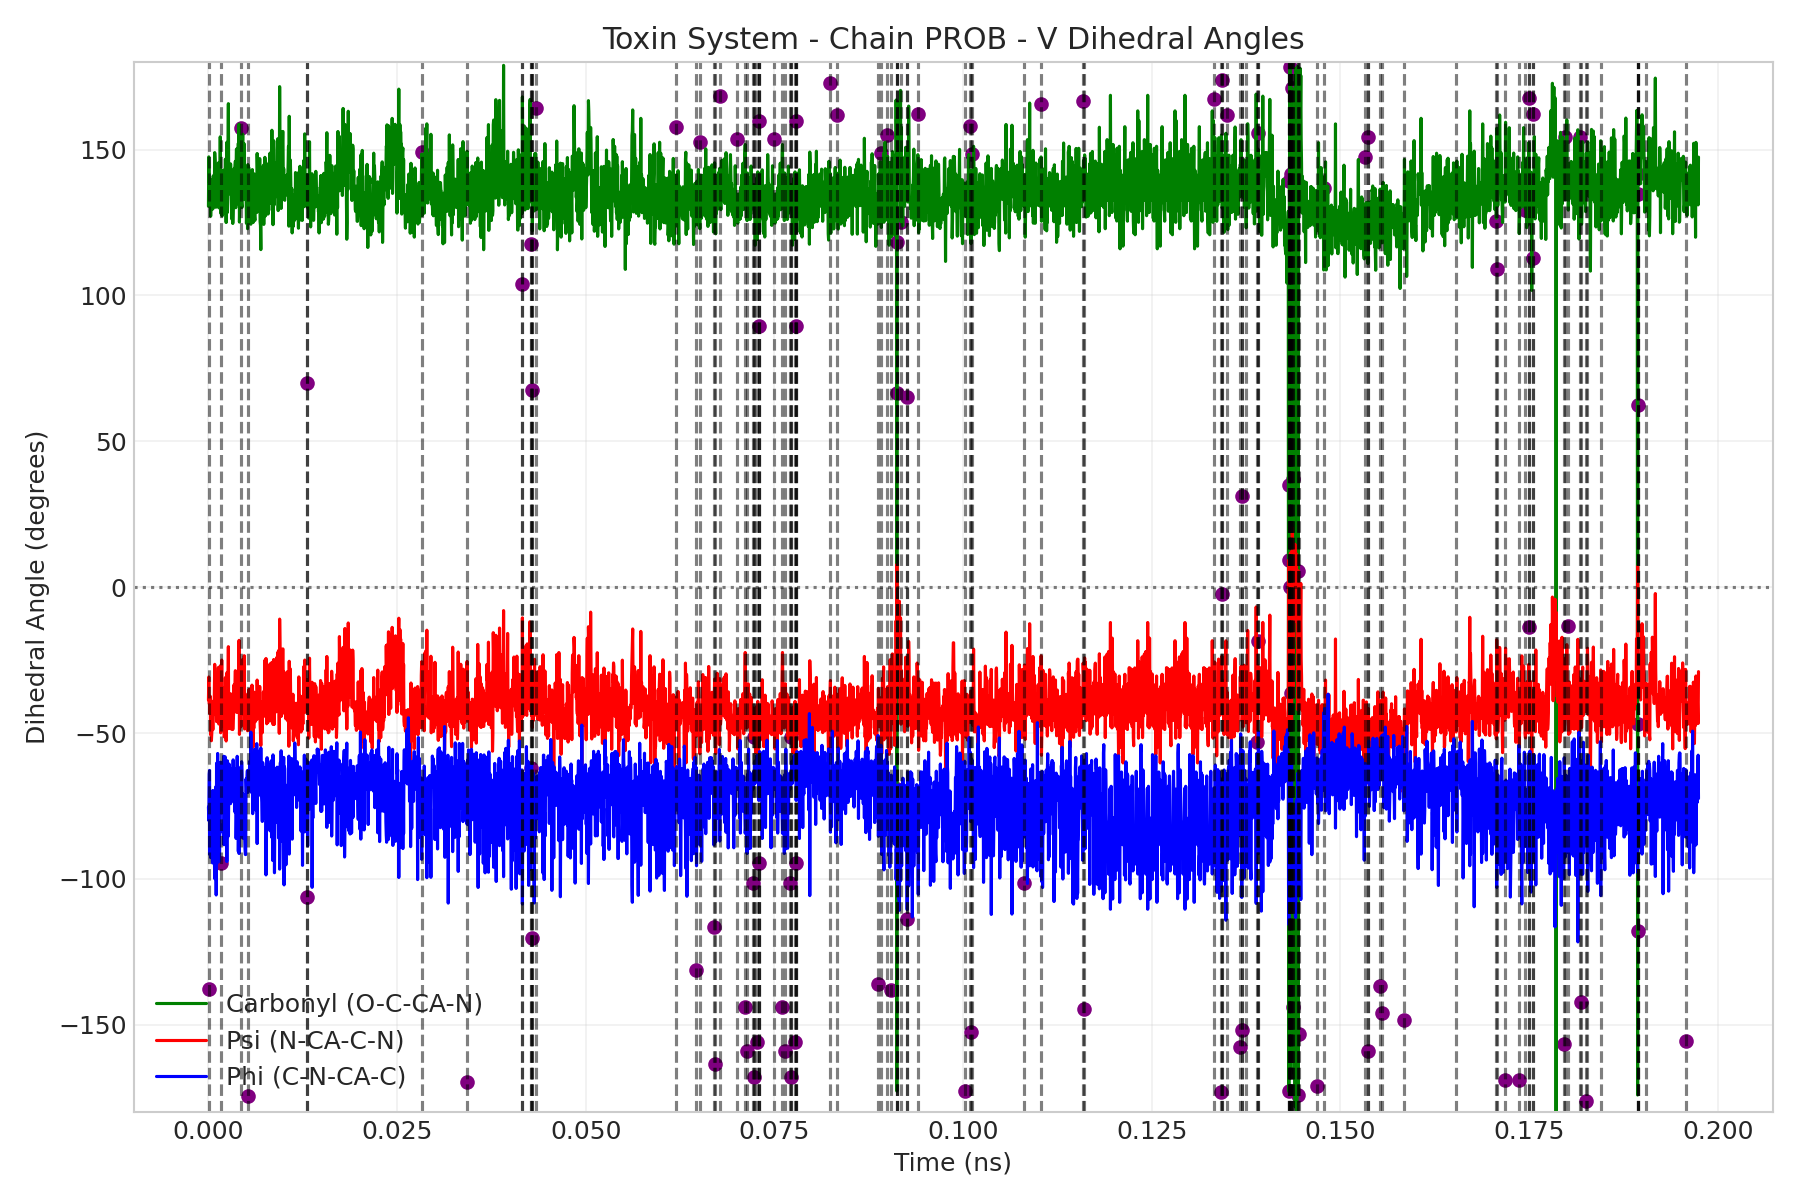 Toxin System - Chain PROB - V Dihedral Angles
Dihedral Angle (degrees)
150
100
50
0
−50
−100
−150
Carbonyl (O-C-CA-N)
Psi (N-CA-C-N)
Phi (C-N-CA-C)
0.000 0.025 0.050 0.075 0.100 0.125 0.150 0.175 0.200
Time (ns)